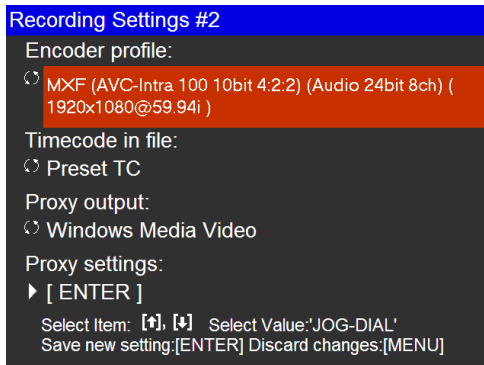 Recording Settings #2
Encoder profile:
MXF (AVC-Intra 100 10bit 4:2:2) (Audio 24bit 8ch) (
1920x1080@59.94i )
Timecode in file:
Preset TC
Proxy output:
Windows Media Video
Proxy settings:
[ ENTER ]
Select Item: [↑], [↓] Select Value:'JOG-DIAL'
Save new setting:[ENTER] Discard changes:[MENU]